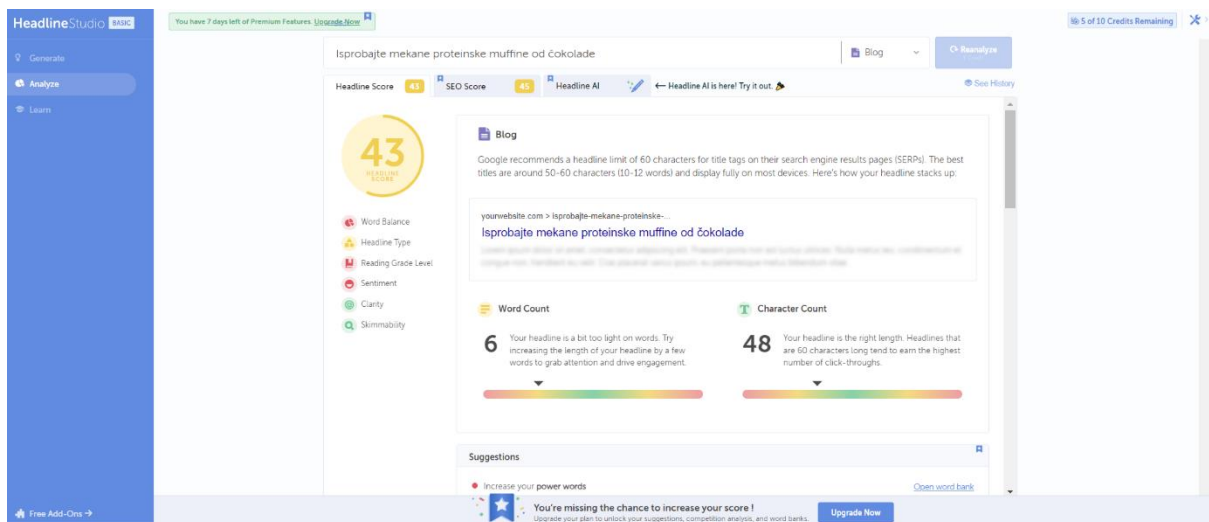 HeadlineStudio BASIC
You have 7 days left of Premium Features. Upgrade Now
5 of 10 Credits Remaining
Generate
Analyze
Learn
Isprobajte mekane proteinske muffine od čokolade
Blog
Reanalyze
Headline Score 43
SEO Score 45
Headline AI
← Headline AI is here! Try it out.
See History
43
HEADLINE
SCORE
Word Balance
Headline Type
Reading Grade Level
Sentiment
Clarity
Skimmability
Blog
Google recommends a headline limit of 60 characters for title tags on their search engine results pages (SERPs). The best
titles are around 50-60 characters (10-12 words) and display fully on most devices. Here's how your headline stacks up:
yourwebsite.com > isprobajte-mekane-proteinske-...
Isprobajte mekane proteinske muffine od čokolade
Word Count
6
Your headline is a bit too light on words. Try
increasing the length of your headline by a few
words to grab attention and drive engagement.
Character Count
48
Your headline is the right length. Headlines that
are 60 characters long tend to earn the highest
number of click-throughs.
Suggestions
Increase your power words
Open word bank
You're missing the chance to increase your score !
Upgrade your plan to unlock your suggestions, competition analysis, and word banks.
Upgrade Now
Free Add-Ons →